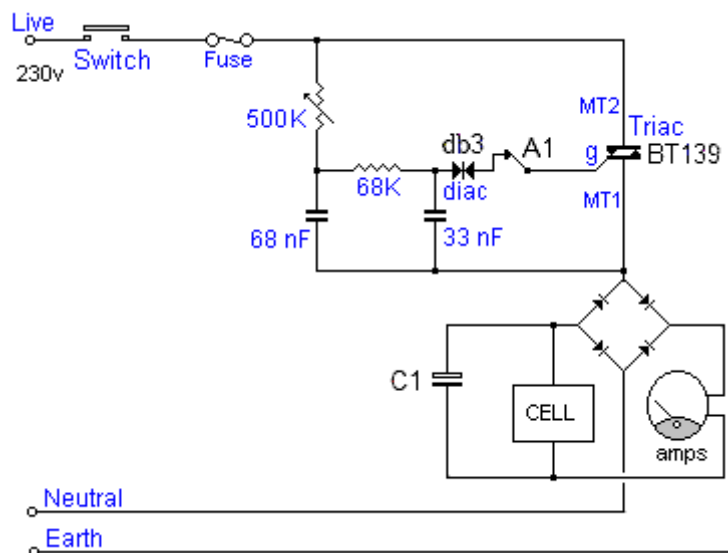 Live
230v
Switch
Fuse
500K
68K
68 nF
33 nF
db3
diac
A1
g
MT2
Triac
BT139
MT1
C1
CELL
amps
Neutral
Earth